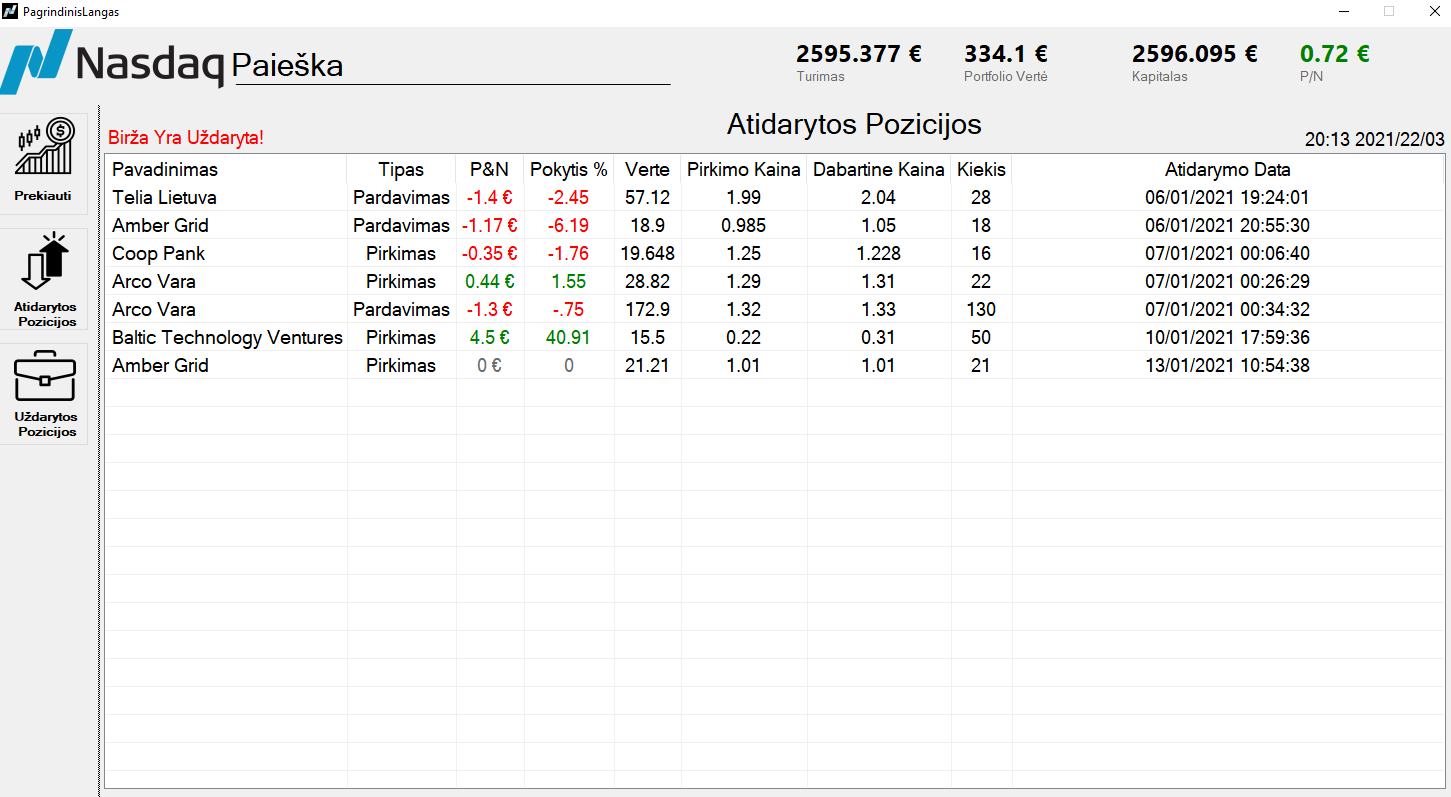 PagrindinisLangas
Nasdaq Paieška
2595.377 € 334.1 € 2596.095 € 0.72 €
Turimas Portfolio Vertė Kapitalas P/N
Prekiauti
Atidarytos
Pozicijos
Uždarytos
Pozicijos
Birža Yra Uždaryta! Atidarytos Pozicijos 20:13 2021/22/03
Pavadinimas Tipas P&N Pokytis % Verte Pirkimo Kaina Dabartine Kaina Kiekis Atidarymo Data
Telia Lietuva Pardavimas -1.4 € -2.45 57.12 1.99 2.04 28 06/01/2021 19:24:01
Amber Grid Pardavimas -1.17 € -6.19 18.9 0.985 1.05 18 06/01/2021 20:55:30
Coop Pank Pirkimas -0.35 € -1.76 19.648 1.25 1.228 16 07/01/2021 00:06:40
Arco Vara Pirkimas 0.44 € 1.55 28.82 1.29 1.31 22 07/01/2021 00:26:29
Arco Vara Pardavimas -1.3 € -.75 172.9 1.32 1.33 130 07/01/2021 00:34:32
Baltic Technology Ventures Pirkimas 4.5 € 40.91 15.5 0.22 0.31 50 10/01/2021 17:59:36
Amber Grid Pirkimas 0 € 0 21.21 1.01 1.01 21 13/01/2021 10:54:38